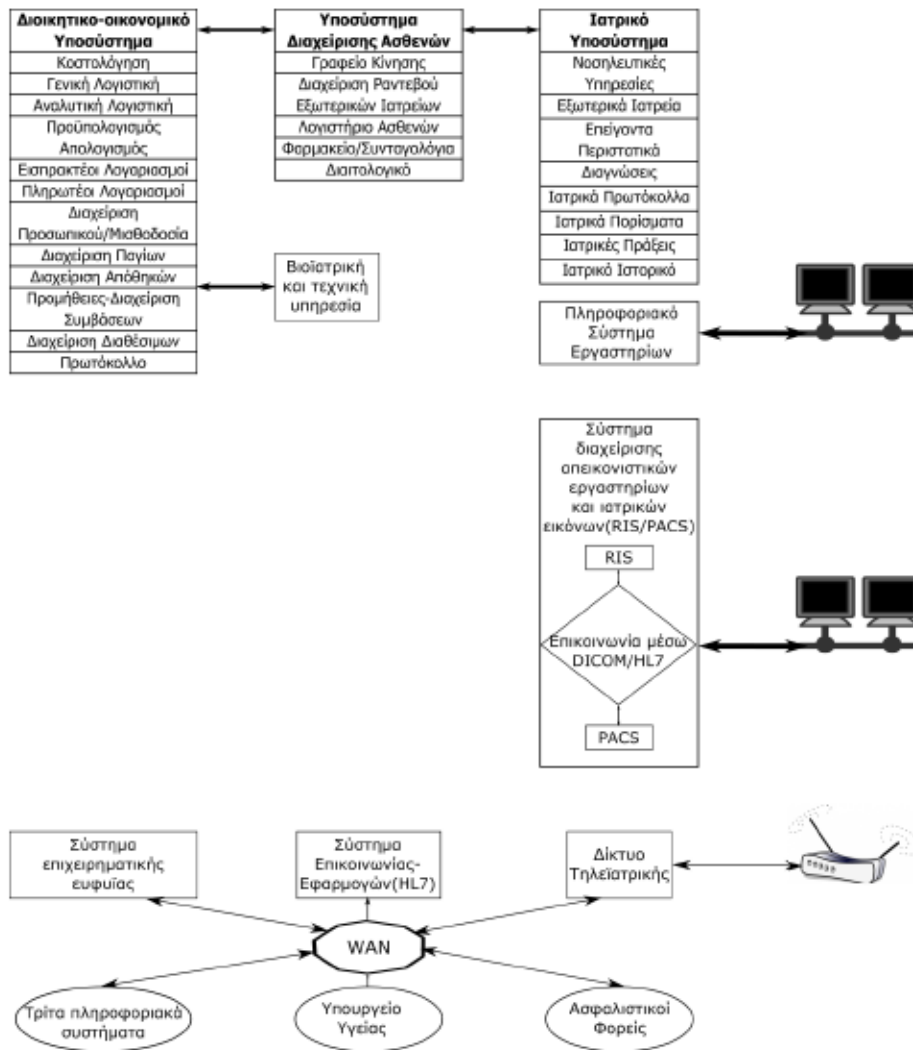 Διοικητικο-οικονομικό
Υποσύστημα
Κοστολόγηση
Γενική Λογιστική
Αναλυτική Λογιστική
Προϋπολογισμός
Απολογισμός
Εισπρακτέοι Λογαριασμοί
Πληρωτέοι Λογαριασμοί
Διαχείριση
Προσωπικού/Μισθοδοσία
Διαχείριση Παγίων
Διαχείριση Αποθηκών
Προμήθειες-Διαχείριση
Συμβάσεων
Διαχείριση Διαθέσιμων
Πρωτόκολλο
Υποσύστημα
Διαχείρισης Ασθενών
Γραφείο Κίνησης
Διαχείριση Ραντεβού
Εξωτερικών Ιατρείων
Λογιστήριο Ασθενών
Φαρμακείο/Συνταγολόγια
Διαιτολογικό
Βιοϊατρική
και τεχνική
υπηρεσία
Ιατρικό
Υποσύστημα
Νοσηλευτικές
Υπηρεσίες
Εξωτερικά Ιατρεία
Επείγοντα
Περιστατικά
Διαγνώσεις
Ιατρικά Πρωτόκολλα
Ιατρικά Πορίσματα
Ιατρικές Πράξεις
Ιατρικό Ιστορικό
Πληροφοριακό
Σύστημα
Εργαστηρίων
Σύστημα
διαχείρισης
απεικονιστικών
εργαστηρίων
και ιατρικών
εικόνων(RIS/PACS)
RIS
Επικοινωνία μέσω
DICOM/HL7
PACS
Σύστημα
επιχειρηματικής
ευφυΐας
Σύστημα
Επικοινωνίας-
Εφαρμογών(HL7)
Δίκτυο
Τηλεϊατρικής
WAN
Τρίτα πληροφοριακά
συστήματα
Υπουργείο
Υγείας
Ασφαλιστικοί
Φορείς